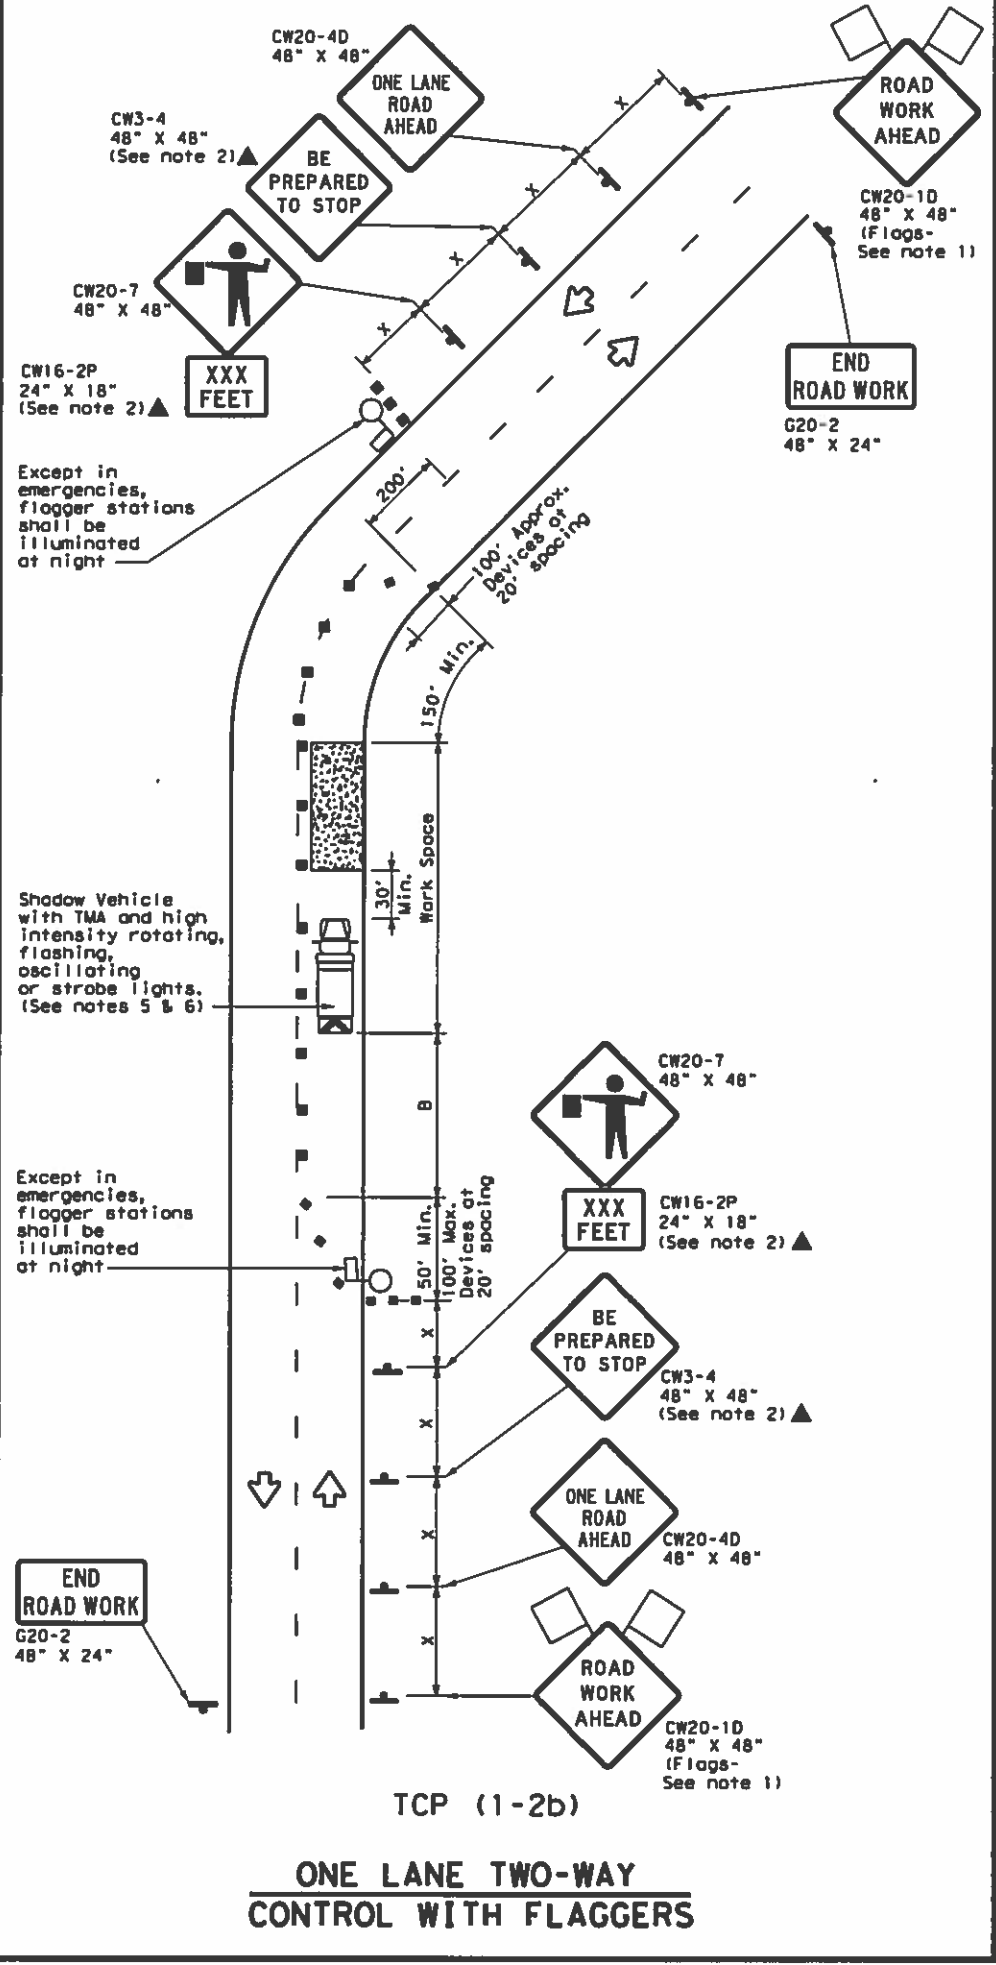 CW20-4D
48" X 48"
ONE LANE
ROAD
AHEAD
ROAD
WORK
AHEAD
CW20-1D
48" X 48"
(Flags-
See note 1)
CW3-4
48" X 48"
(See note 2)
BE
PREPARED
TO STOP
CW20-7
48" X 48"
CW16-2P
24" X 18"
(See note 2)
XXX
FEET
X
X
X
X
END
ROAD WORK
G20-2
48" X 24"
Except in
emergencies,
flagger stations
shall be
illuminated
at night
200'
100' Approx.
Devices at
20' spacing
150' Min.
30'
Min.
Work Space
Shadow Vehicle
with TMA and high
intensity rotating,
flashing,
oscillating
or strobe lights.
(See notes 5 & 6)
B
CW20-7
48" X 48"
XXX
FEET
CW16-2P
24" X 18"
(See note 2)
Except in
emergencies,
flagger stations
shall be
illuminated
at night
50' Min.
100' Max.
Devices at
20' spacing
X
BE
PREPARED
TO STOP
CW3-4
48" X 48"
(See note 2)
X
ONE LANE
ROAD
AHEAD
CW20-4D
48" X 48"
X
END
ROAD WORK
G20-2
48" X 24"
X
ROAD
WORK
AHEAD
CW20-1D
48" X 48"
(Flags-
See note 1)
TCP (1-2b)
ONE LANE TWO-WAY
CONTROL WITH FLAGGERS